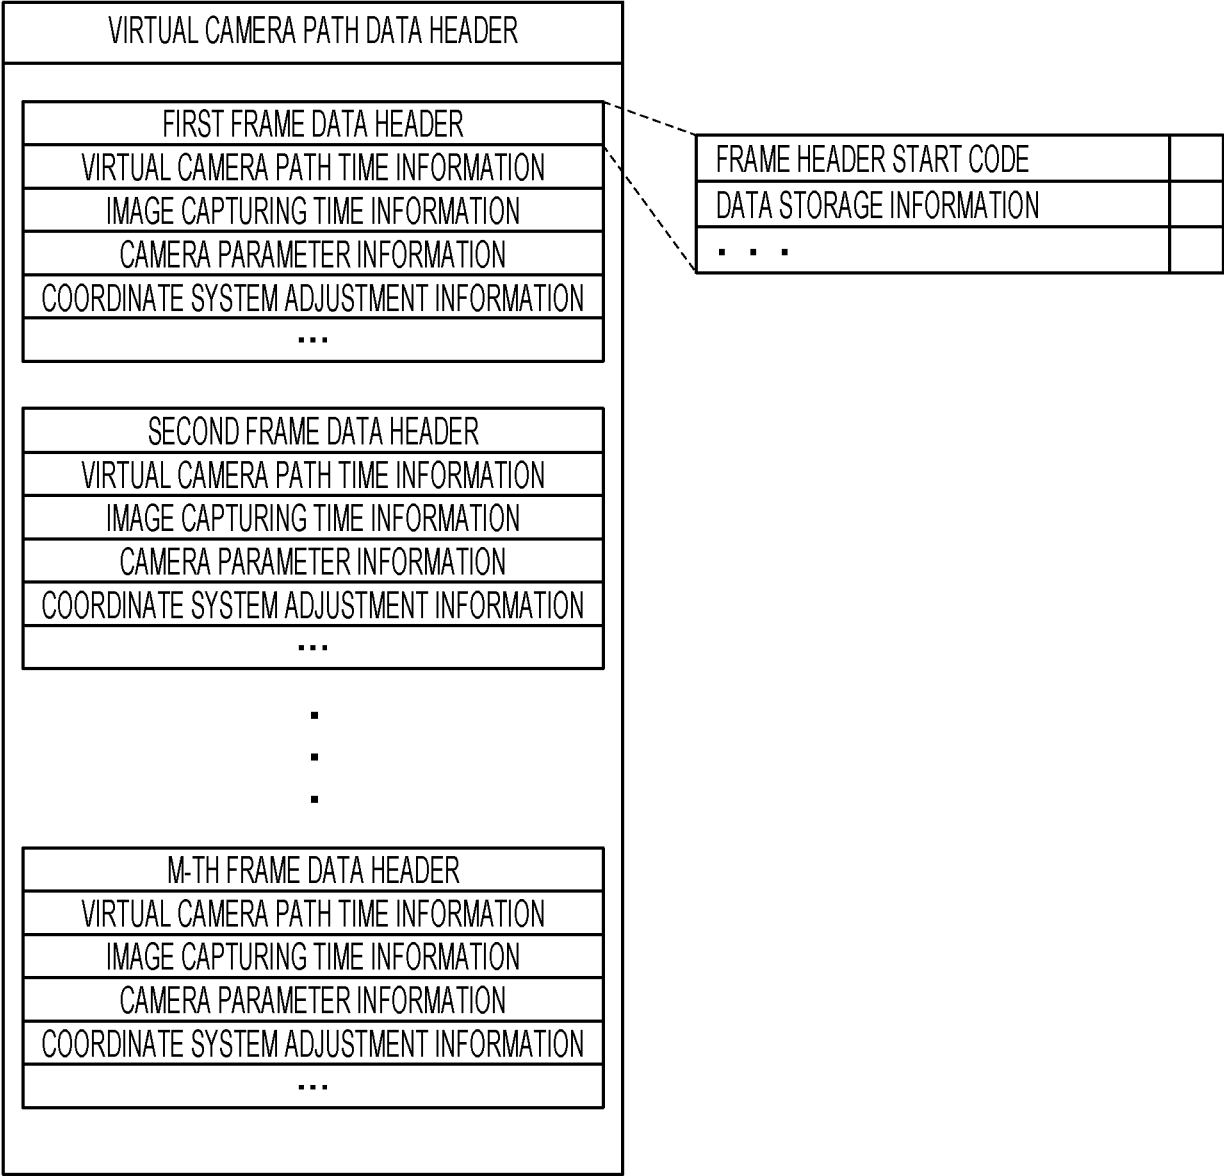 VIRTUAL CAMERA PATH DATA HEADER
FIRST FRAME DATA HEADER
VIRTUAL CAMERA PATH TIME INFORMATION
IMAGE CAPTURING TIME INFORMATION
CAMERA PARAMETER INFORMATION
COORDINATE SYSTEM ADJUSTMENT INFORMATION
...
FRAME HEADER START CODE
DATA STORAGE INFORMATION
. . .
SECOND FRAME DATA HEADER
VIRTUAL CAMERA PATH TIME INFORMATION
IMAGE CAPTURING TIME INFORMATION
CAMERA PARAMETER INFORMATION
COORDINATE SYSTEM ADJUSTMENT INFORMATION
...
.
.
.
M-TH FRAME DATA HEADER
VIRTUAL CAMERA PATH TIME INFORMATION
IMAGE CAPTURING TIME INFORMATION
CAMERA PARAMETER INFORMATION
COORDINATE SYSTEM ADJUSTMENT INFORMATION
...